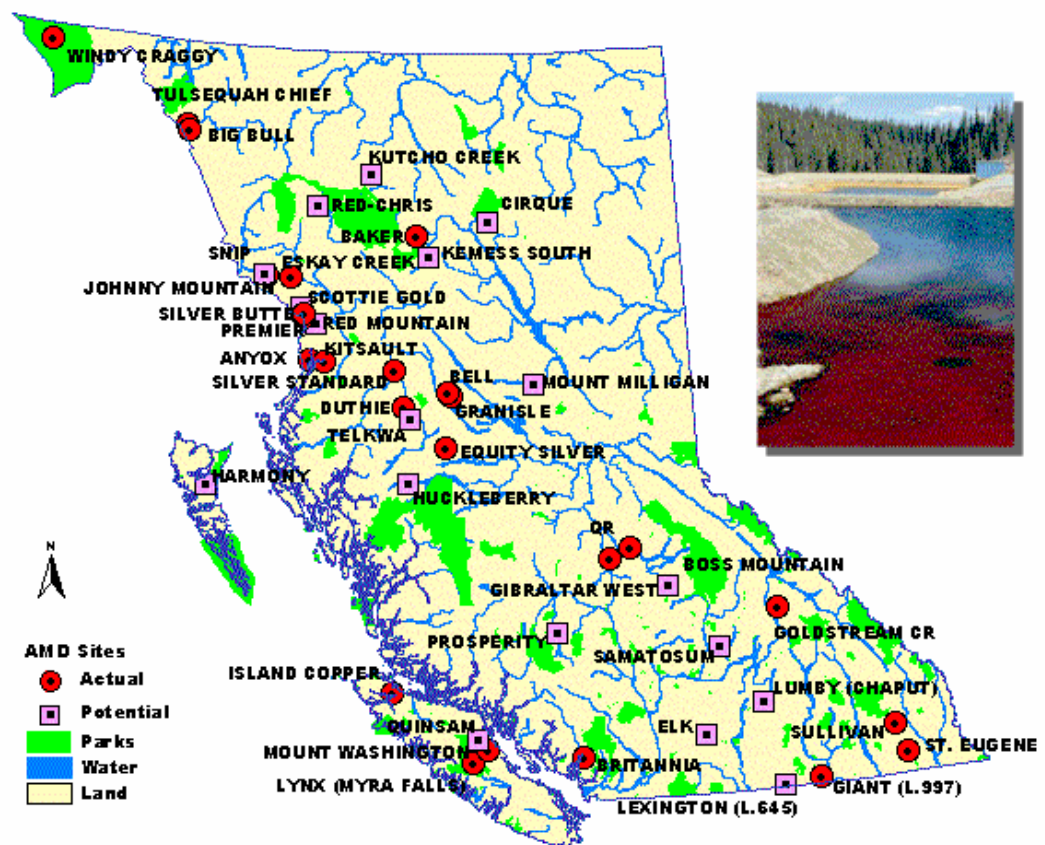 WINDY CRAGGY
TULSEQUAH CHIEF
BIG BULL
KUTCHO CREEK
RED-CHRIS
CIRQUE
BAKER
SNIP
ESKAY CREEK
KEMESS SOUTH
JOHNNY MOUNTAIN
SCOTTIE GOLD
SILVER BUTTE
PREMIER
RED MOUNTAIN
ANYOX
KITSAULT
SILVER STANDARD
BELL
MOUNT MILLIGAN
DUTHIE
GRANISLE
TELKWA
EQUITY SILVER
HARMONY
HUCKLEBERRY
QR
N
BOSS MOUNTAIN
GIBRALTAR WEST
PROSPERITY
GOLDSTREAM CR
AMD Sites
SAMATOSUM
ISLAND COPPER
Actual
LUMBY (CHAPUT)
Potential
QUINSAM
ELK
SULLIVAN
Parks
MOUNT WASHINGTON
ST. EUGENE
BRITANNIA
Water
LYNX (MYRA FALLS)
GIANT (L.997)
Land
LEXINGTON (L.645)